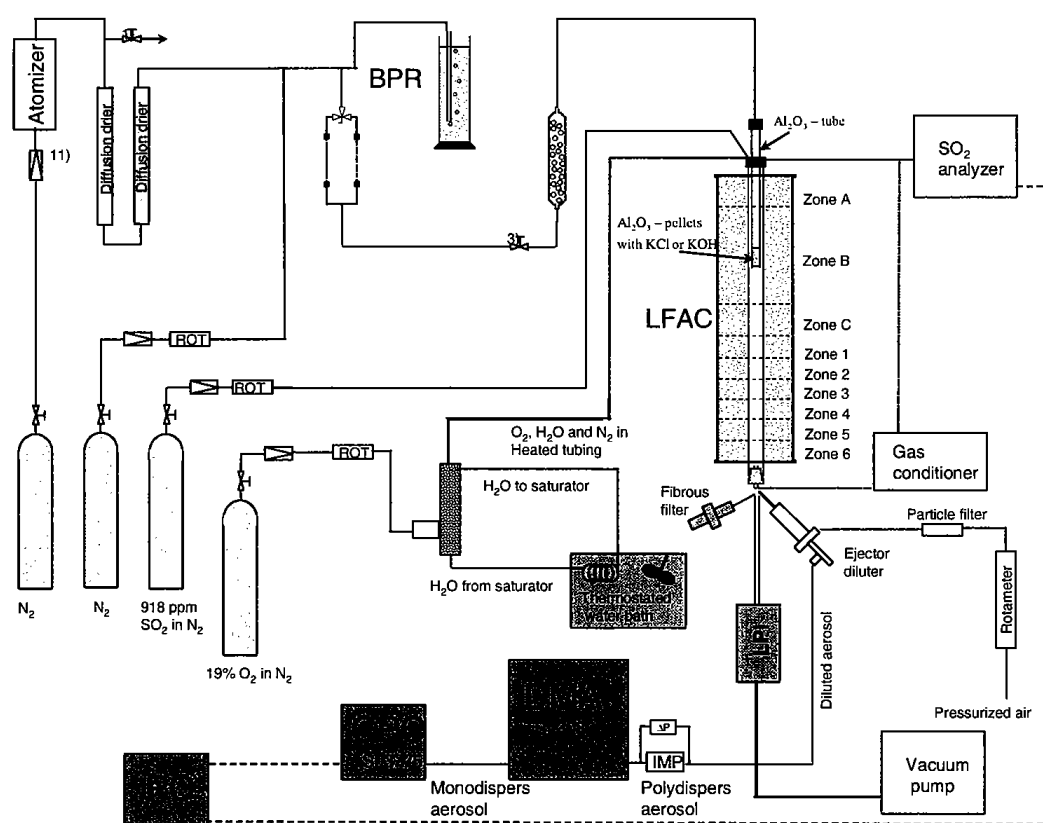 Atomizer
11)
Diffusion drier
Diffusion drier
BPR
3)
Al₂O₃ – tube
SO₂
analyzer
Al₂O₃ – pellets
with KCl or KOH
Zone A
Zone B
LFAC
Zone C
Zone 1
Zone 2
Zone 3
Zone 4
Zone 5
Zone 6
ROT
ROT
ROT
O₂, H₂O and N₂ in
Heated tubing
Gas
conditioner
H₂O to saturator
Fibrous
filter
Particle filter
Ejector
diluter
H₂O from saturator
Thermostated
water path
N₂
N₂
918 ppm
SO₂ in N₂
19% O₂ in N₂
LPI
Diluted aerosol
Rotameter
Pressurized air
ΔP
IMP
Monodispers
aerosol
Polydispers
aerosol
Vacuum
pump